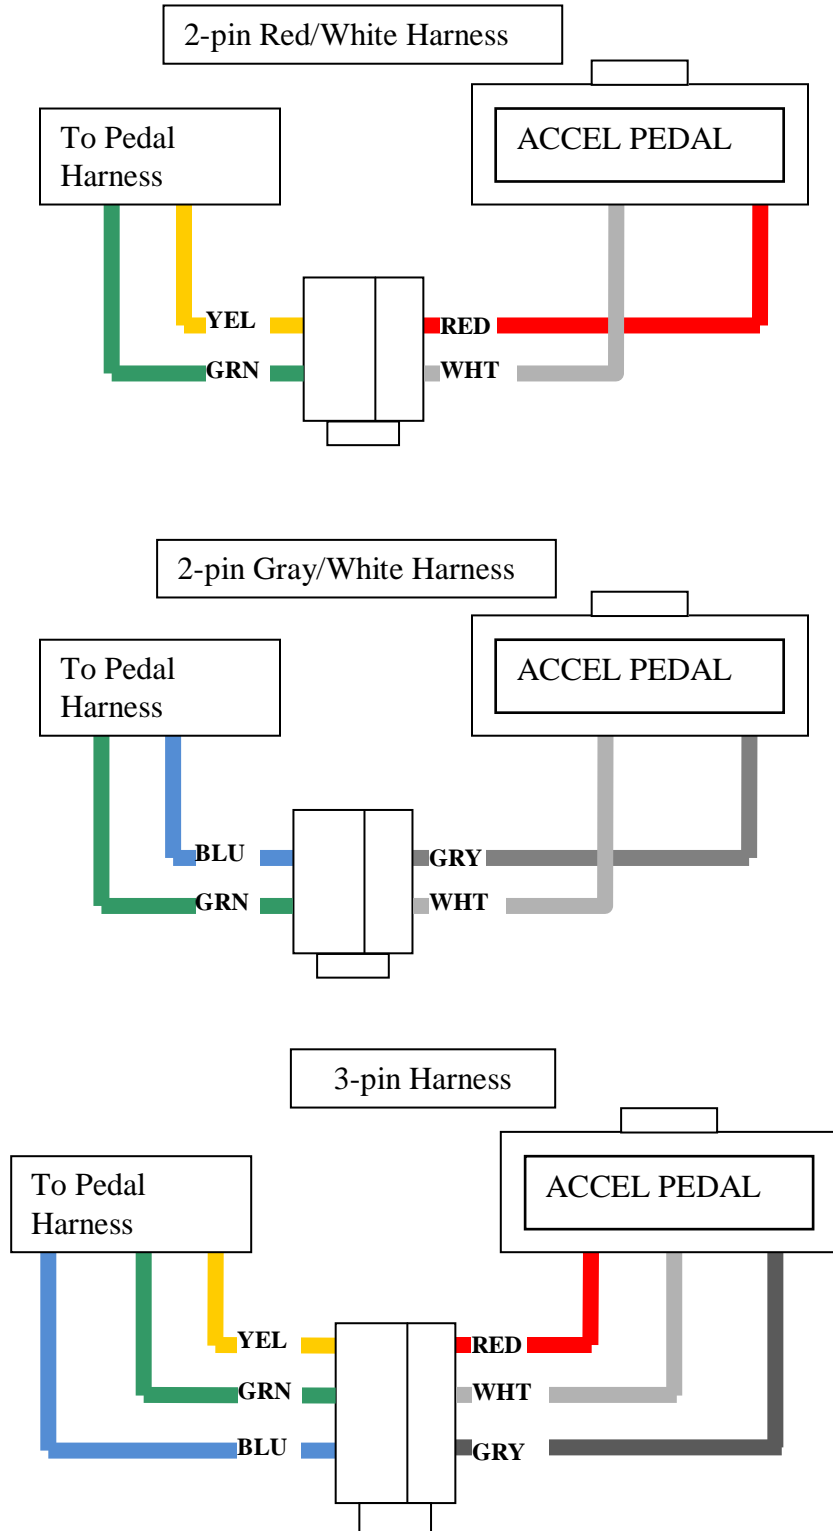 2-pin Red/White Harness
To Pedal
Harness
ACCEL PEDAL
YEL
RED
GRN
WHT
2-pin Gray/White Harness
To Pedal
Harness
ACCEL PEDAL
BLU
GRY
GRN
WHT
3-pin Harness
To Pedal
Harness
ACCEL PEDAL
YEL
RED
GRN
WHT
BLU
GRY